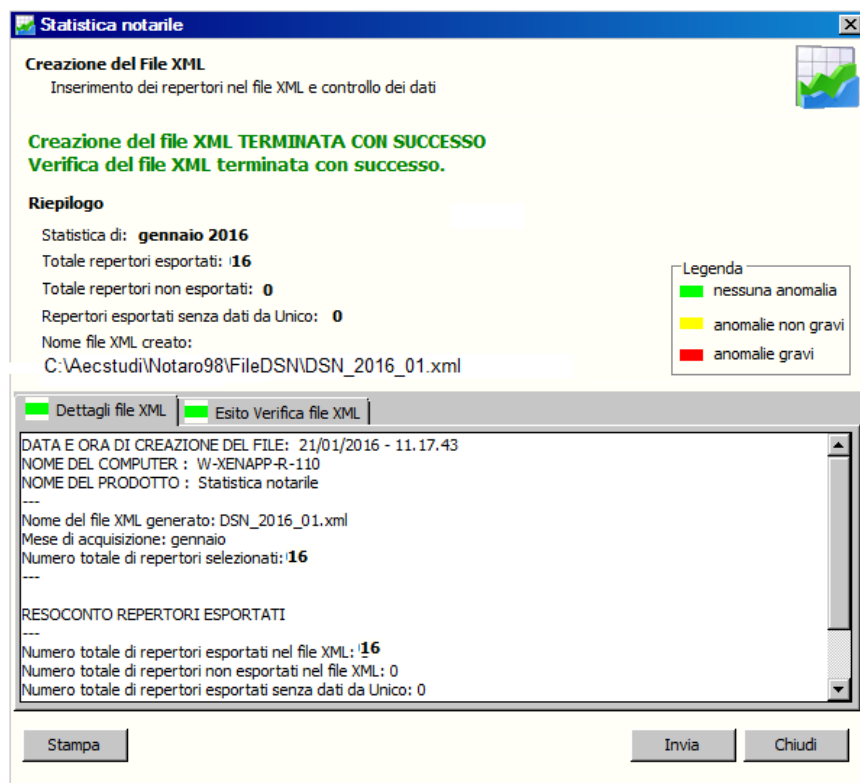 Statistica notarile
Creazione del File XML
Inserimento dei repertori nel file XML e controllo dei dati
Creazione del file XML TERMINATA CON SUCCESSO
Verifica del file XML terminata con successo.
Riepilogo
Statistica di: gennaio 2016
Totale repertori esportati: 16
Totale repertori non esportati: 0
Repertori esportati senza dati da Unico: 0
Nome file XML creato:
C:\Aecstudi\Notaro98\FileDSN\DSN_2016_01.xml
Legenda
nessuna anomalia
anomalie non gravi
anomalie gravi
Dettagli file XML Esito Verifica file XML
DATA E ORA DI CREAZIONE DEL FILE: 21/01/2016 - 11.17.43
NOME DEL COMPUTER : W-XENAPP-R-110
NOME DEL PRODOTTO : Statistica notarile
---
Nome del file XML generato: DSN_2016_01.xml
Mese di acquisizione: gennaio
Numero totale di repertori selezionati: 16
---
RESOCONTO REPERTORI ESPORTATI
---
Numero totale di repertori esportati nel file XML: 16
Numero totale di repertori non esportati nel file XML: 0
Numero totale di repertori esportati senza dati da Unico: 0
Stampa Invia Chiudi